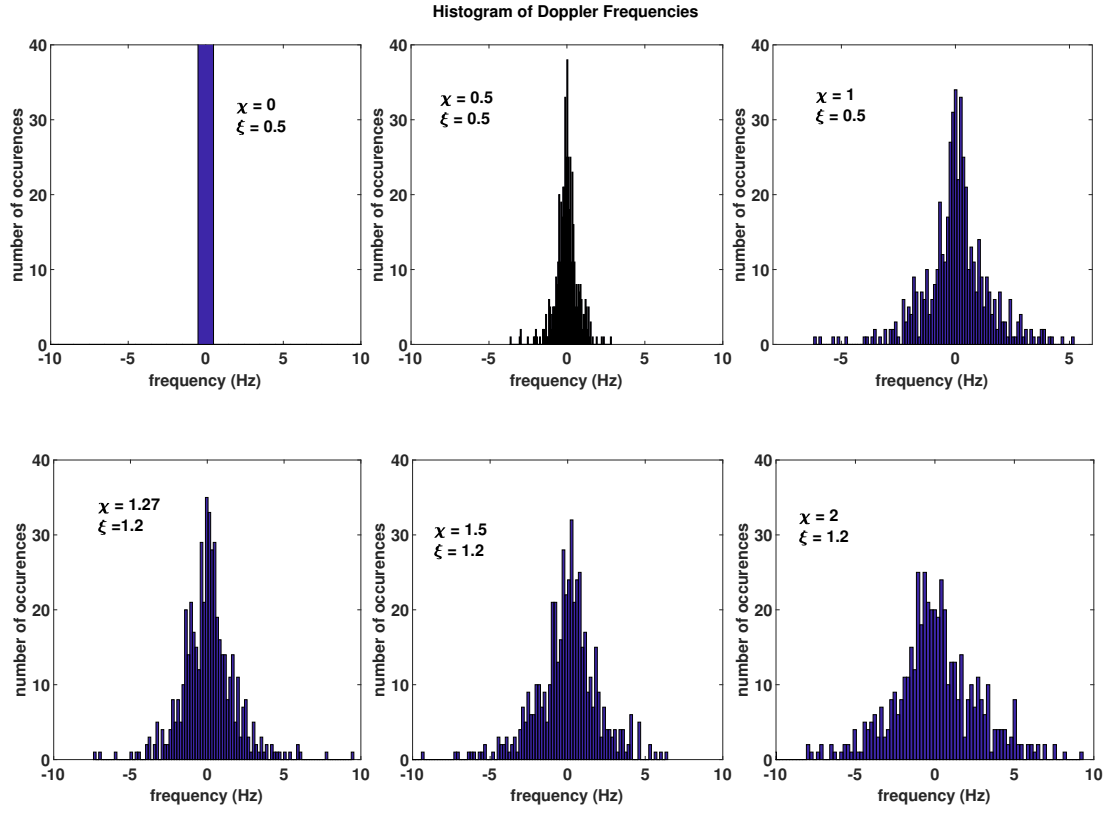 Histogram of Doppler Frequencies
40
30
20
10
0
number of occurences
χ = 0
ξ = 0.5
-10 -5 0 5 10
frequency (Hz)
40
30
20
10
0
number of occurences
χ = 0.5
ξ = 0.5
-10 -5 0 5 10
frequency (Hz)
40
30
20
10
0
number of occurences
χ = 1
ξ = 0.5
-5 0 5
frequency (Hz)
40
30
20
10
0
number of occurences
χ = 1.27
ξ =1.2
-10 -5 0 5 10
frequency (Hz)
40
30
20
10
0
number of occurences
χ = 1.5
ξ = 1.2
-10 -5 0 5 10
frequency (Hz)
40
30
20
10
0
number of occurences
χ = 2
ξ = 1.2
-10 -5 0 5 10
frequency (Hz)